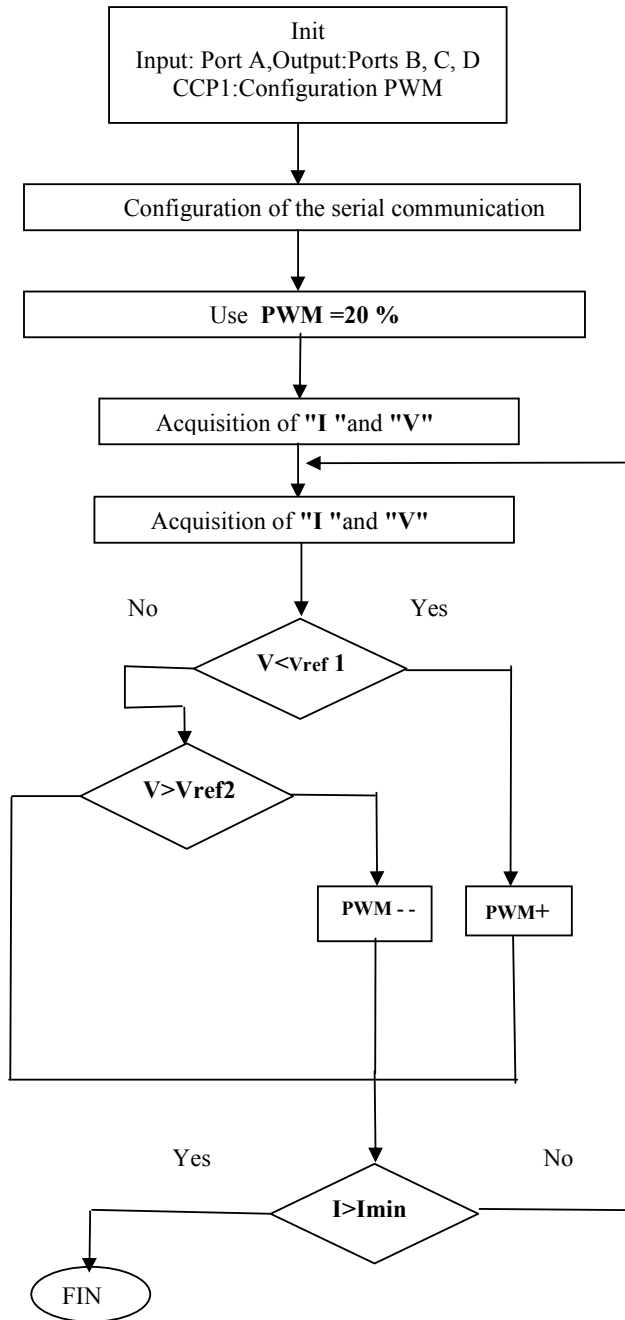 Init
Input: Port A,Output:Ports B, C, D
CCP1:Configuration PWM
Configuration of the serial communication
Use PWM =20 %
Acquisition of "I "and "V"
Acquisition of "I "and "V"
No
Yes
V<Vref 1
V>Vref2
PWM - -
PWM+
Yes
No
I>Imin
FIN